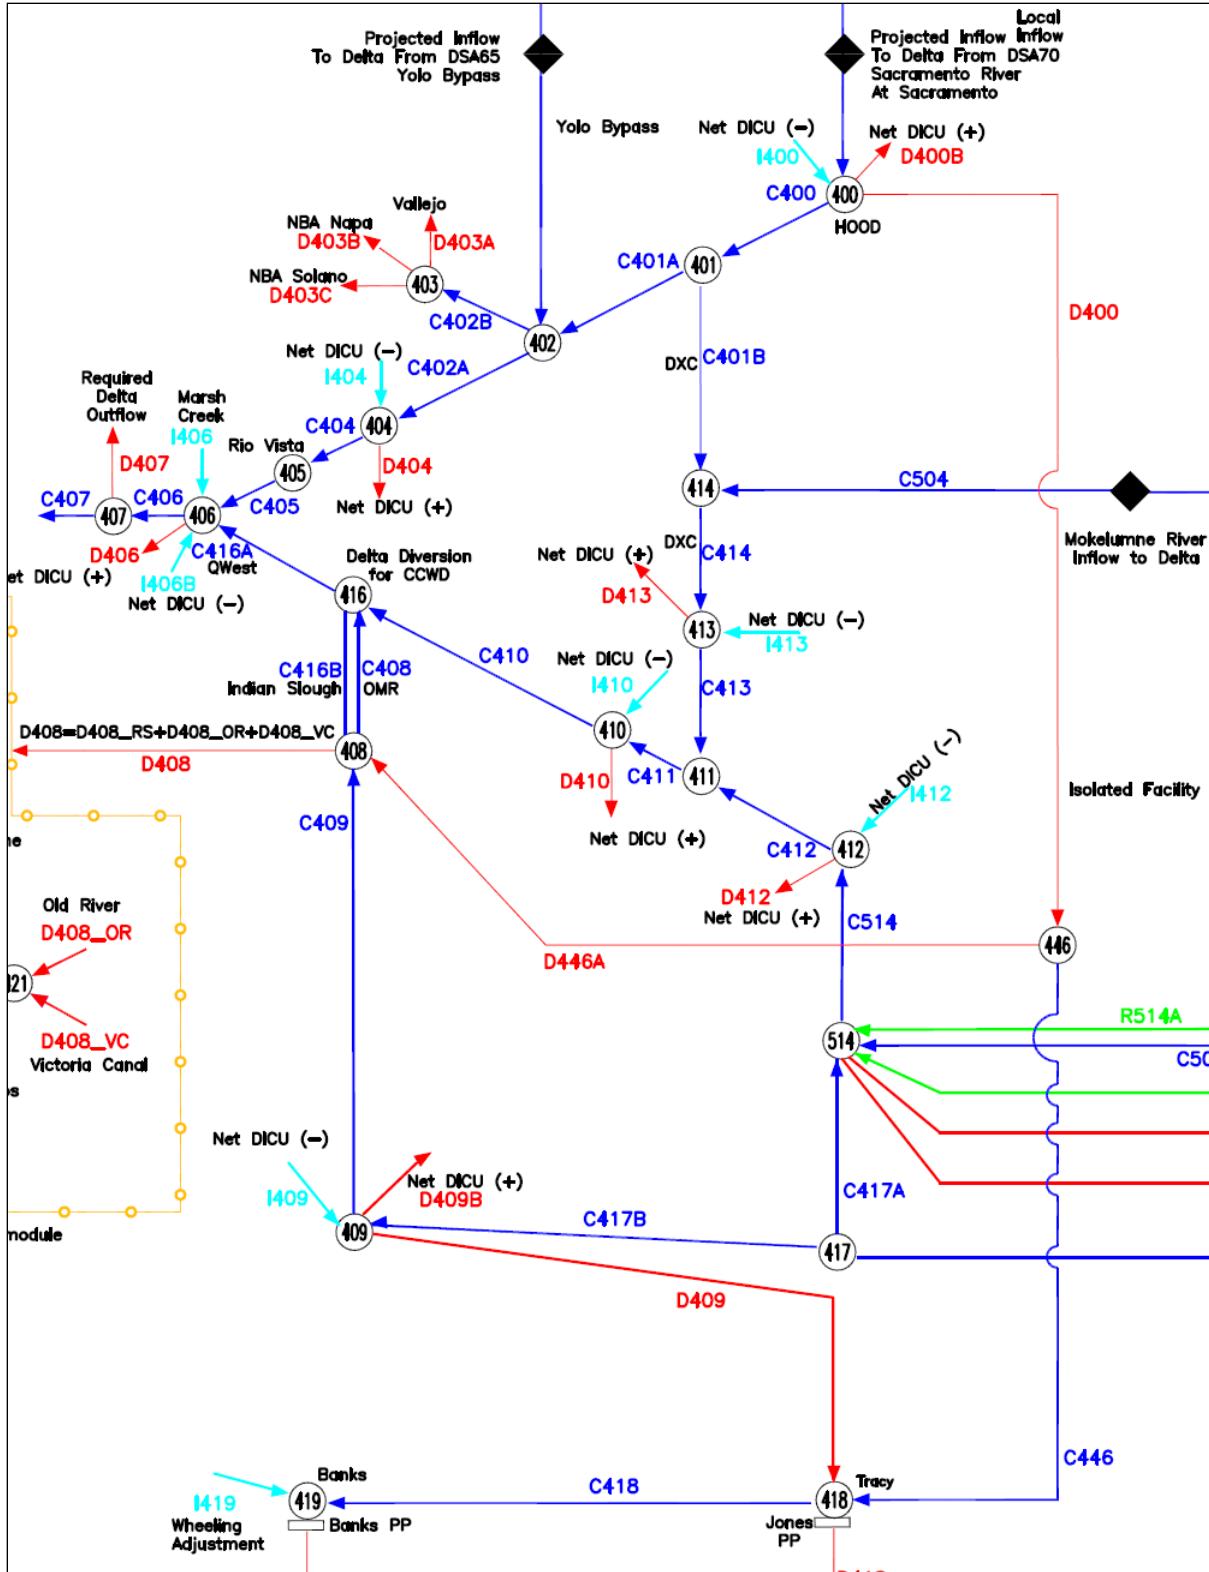 Local
Projected Inflow Inflow
To Delta From DSA70
Sacramento River
At Sacramento
Projected Inflow
To Delta From DSA65
Yolo Bypass
Yolo Bypass
Net DICU (-)
I400
Net DICU (+)
D400B
C400
400
HOOD
Vallejo
NBA Napa
D403B
D403A
NBA Solano
D403C
403
C401A
401
C402B
402
D400
Net DICU (-)
I404
C402A
DXC
C401B
Required
Delta
Outflow
Marsh
Creek
I406
C404
404
Rio Vista
405
D404
D407
C407
C406
C405
Net DICU (+)
407
406
414
C504
D406
C416A
QWest
I406B
Net DICU (-)
et DICU (+)
Mokelumne River
Inflow to Delta
DXC
C414
Net DICU (+)
D413
Delta Diversion
for CCWD
416
413
Net DICU (-)
I413
C410
Net DICU (-)
I410
C413
C416B
C408
Indian Slough
OMR
410
D408=D408_RS+D408_OR+D408_VC
D408
408
D410
C411
411
Net DICU (-)
I412
Isolated Facility
C409
Net DICU (+)
C412
412
D412
Net DICU (+)
ne
Old River
D408_OR
C514
446
D446A
421
D408_VC
Victoria Canal
R514A
514
C50
os
Net DICU (-)
I409
Net DICU (+)
D409B
C417A
C417B
409
417
module
D409
C446
Banks
Tracy
I419
419
C418
418
Wheeling
Adjustment
Banks PP
Jones
PP